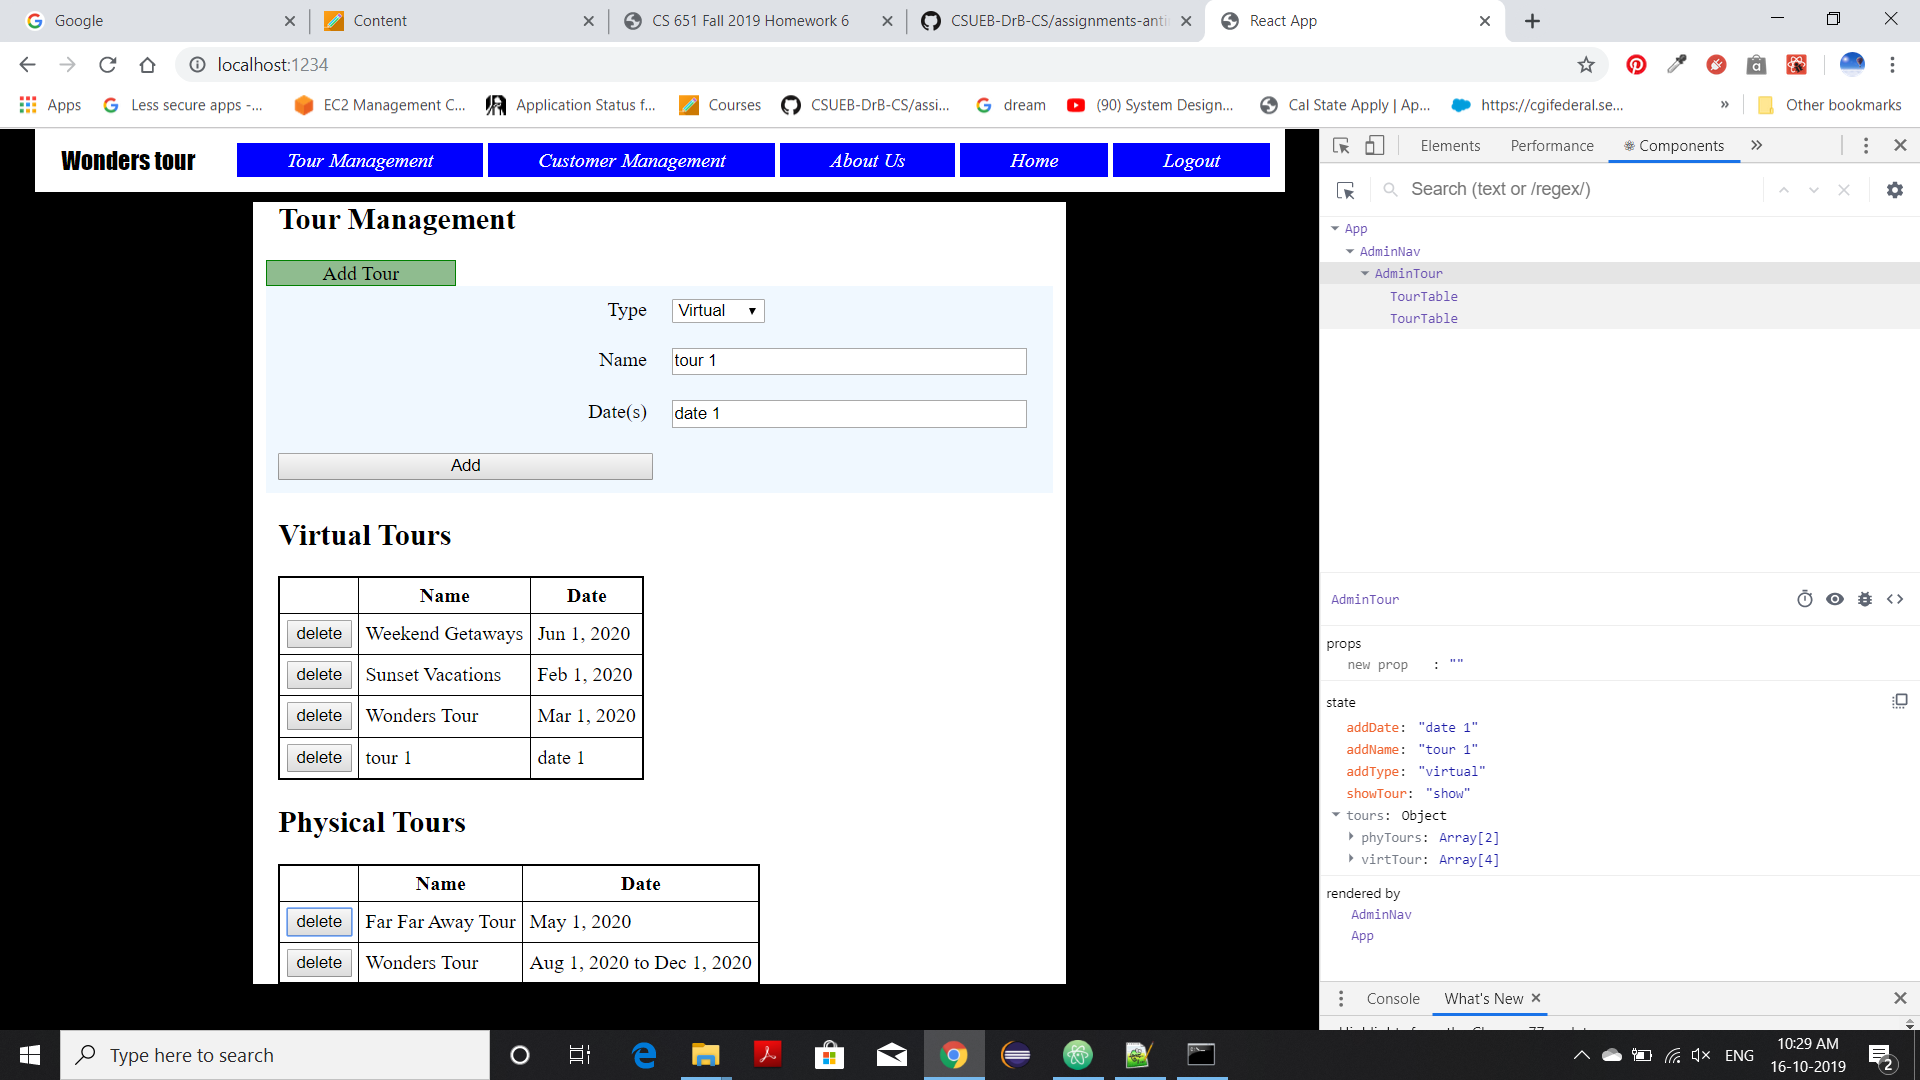 Google
Content
CS 651 Fall 2019 Homework 6
CSUEB-DrB-CS/assignments-anti
React App
localhost:1234
Apps
Less secure apps -...
EC2 Management C...
Application Status f...
Courses
CSUEB-DrB-CS/assi...
dream
(90) System Design...
Cal State Apply | Ap...
https://cgifederal.se...
»
Other bookmarks
Wonders tour
Tour Management
Customer Management
About Us
Home
Logout
Tour Management
Add Tour
Type Virtual
Name tour 1
Date(s) date 1
Add
Virtual Tours
Name Date
delete Weekend Getaways Jun 1, 2020
delete Sunset Vacations Feb 1, 2020
delete Wonders Tour Mar 1, 2020
delete tour 1 date 1
Physical Tours
Name Date
delete Far Far Away Tour May 1, 2020
delete Wonders Tour Aug 1, 2020 to Dec 1, 2020
Elements Performance Components »
Search (text or /regex/)
App
AdminNav
AdminTour
TourTable
TourTable
AdminTour
props
new prop : ""
state
addDate: "date 1"
addName: "tour 1"
addType: "virtual"
showTour: "show"
tours: Object
phyTours: Array[2]
virtTour: Array[4]
rendered by
AdminNav
App
Console What's New
Type here to search
ENG
10:29 AM
16-10-2019
2